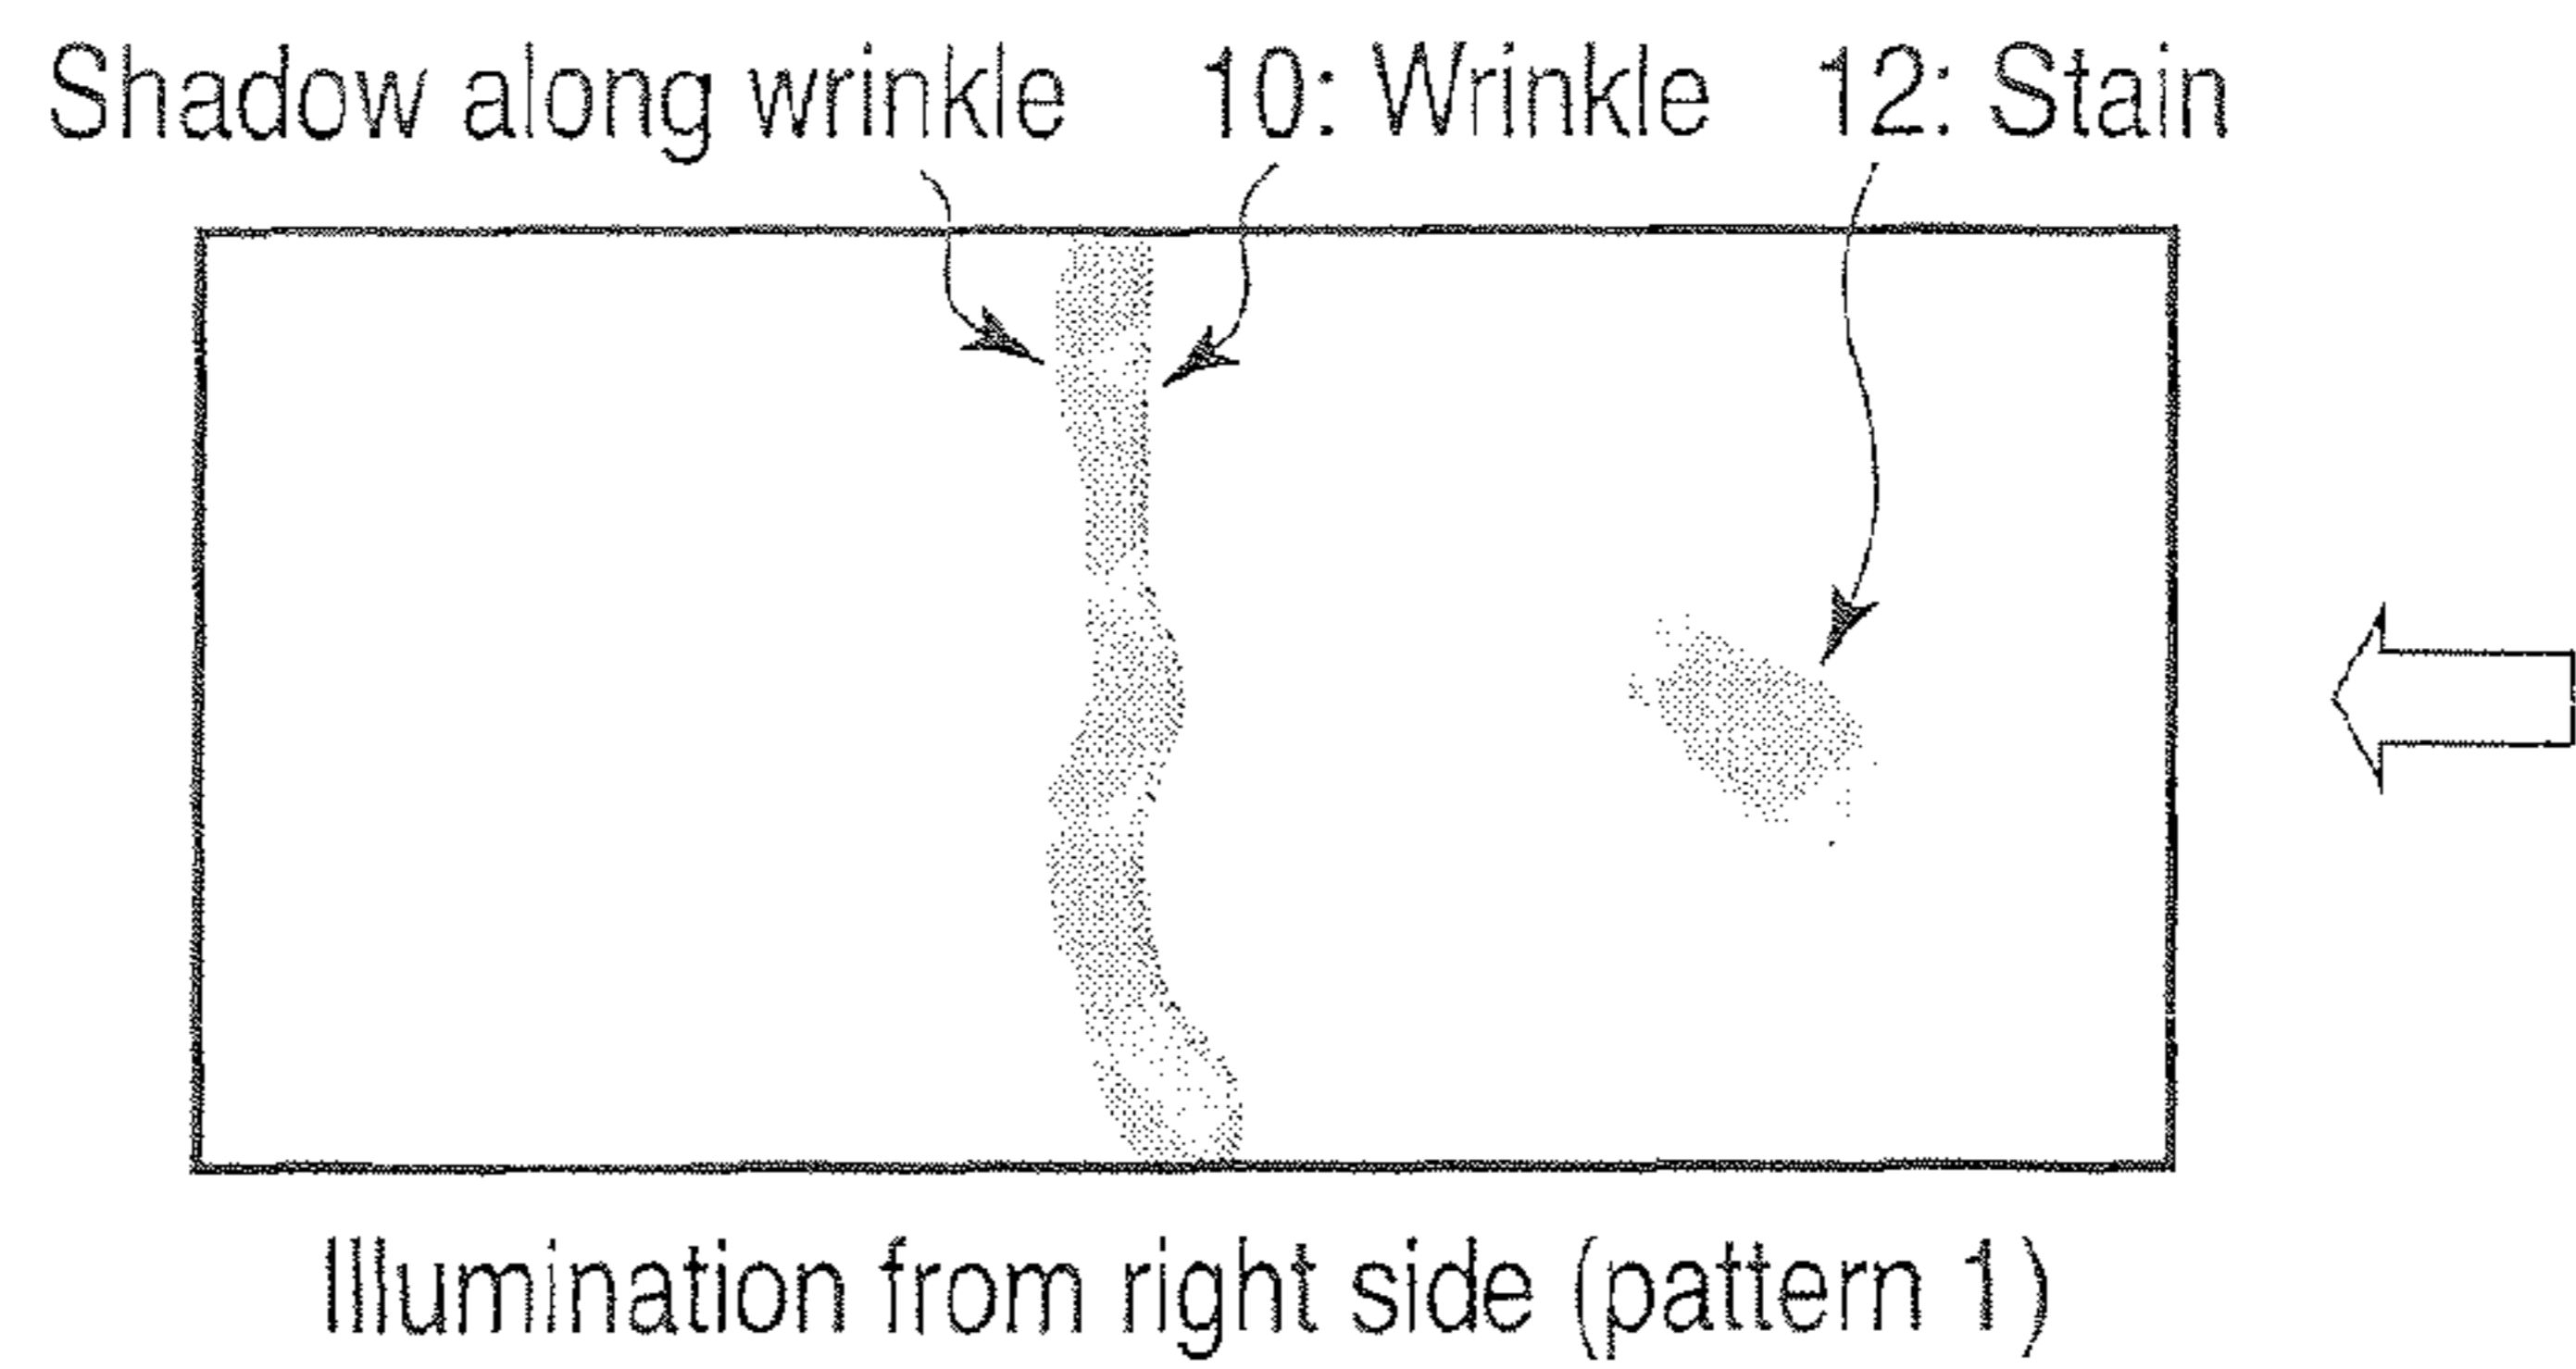 Shadow along wrinkle 10: Wrinkle 12: Stain
Illumination from right side (pattern 1)